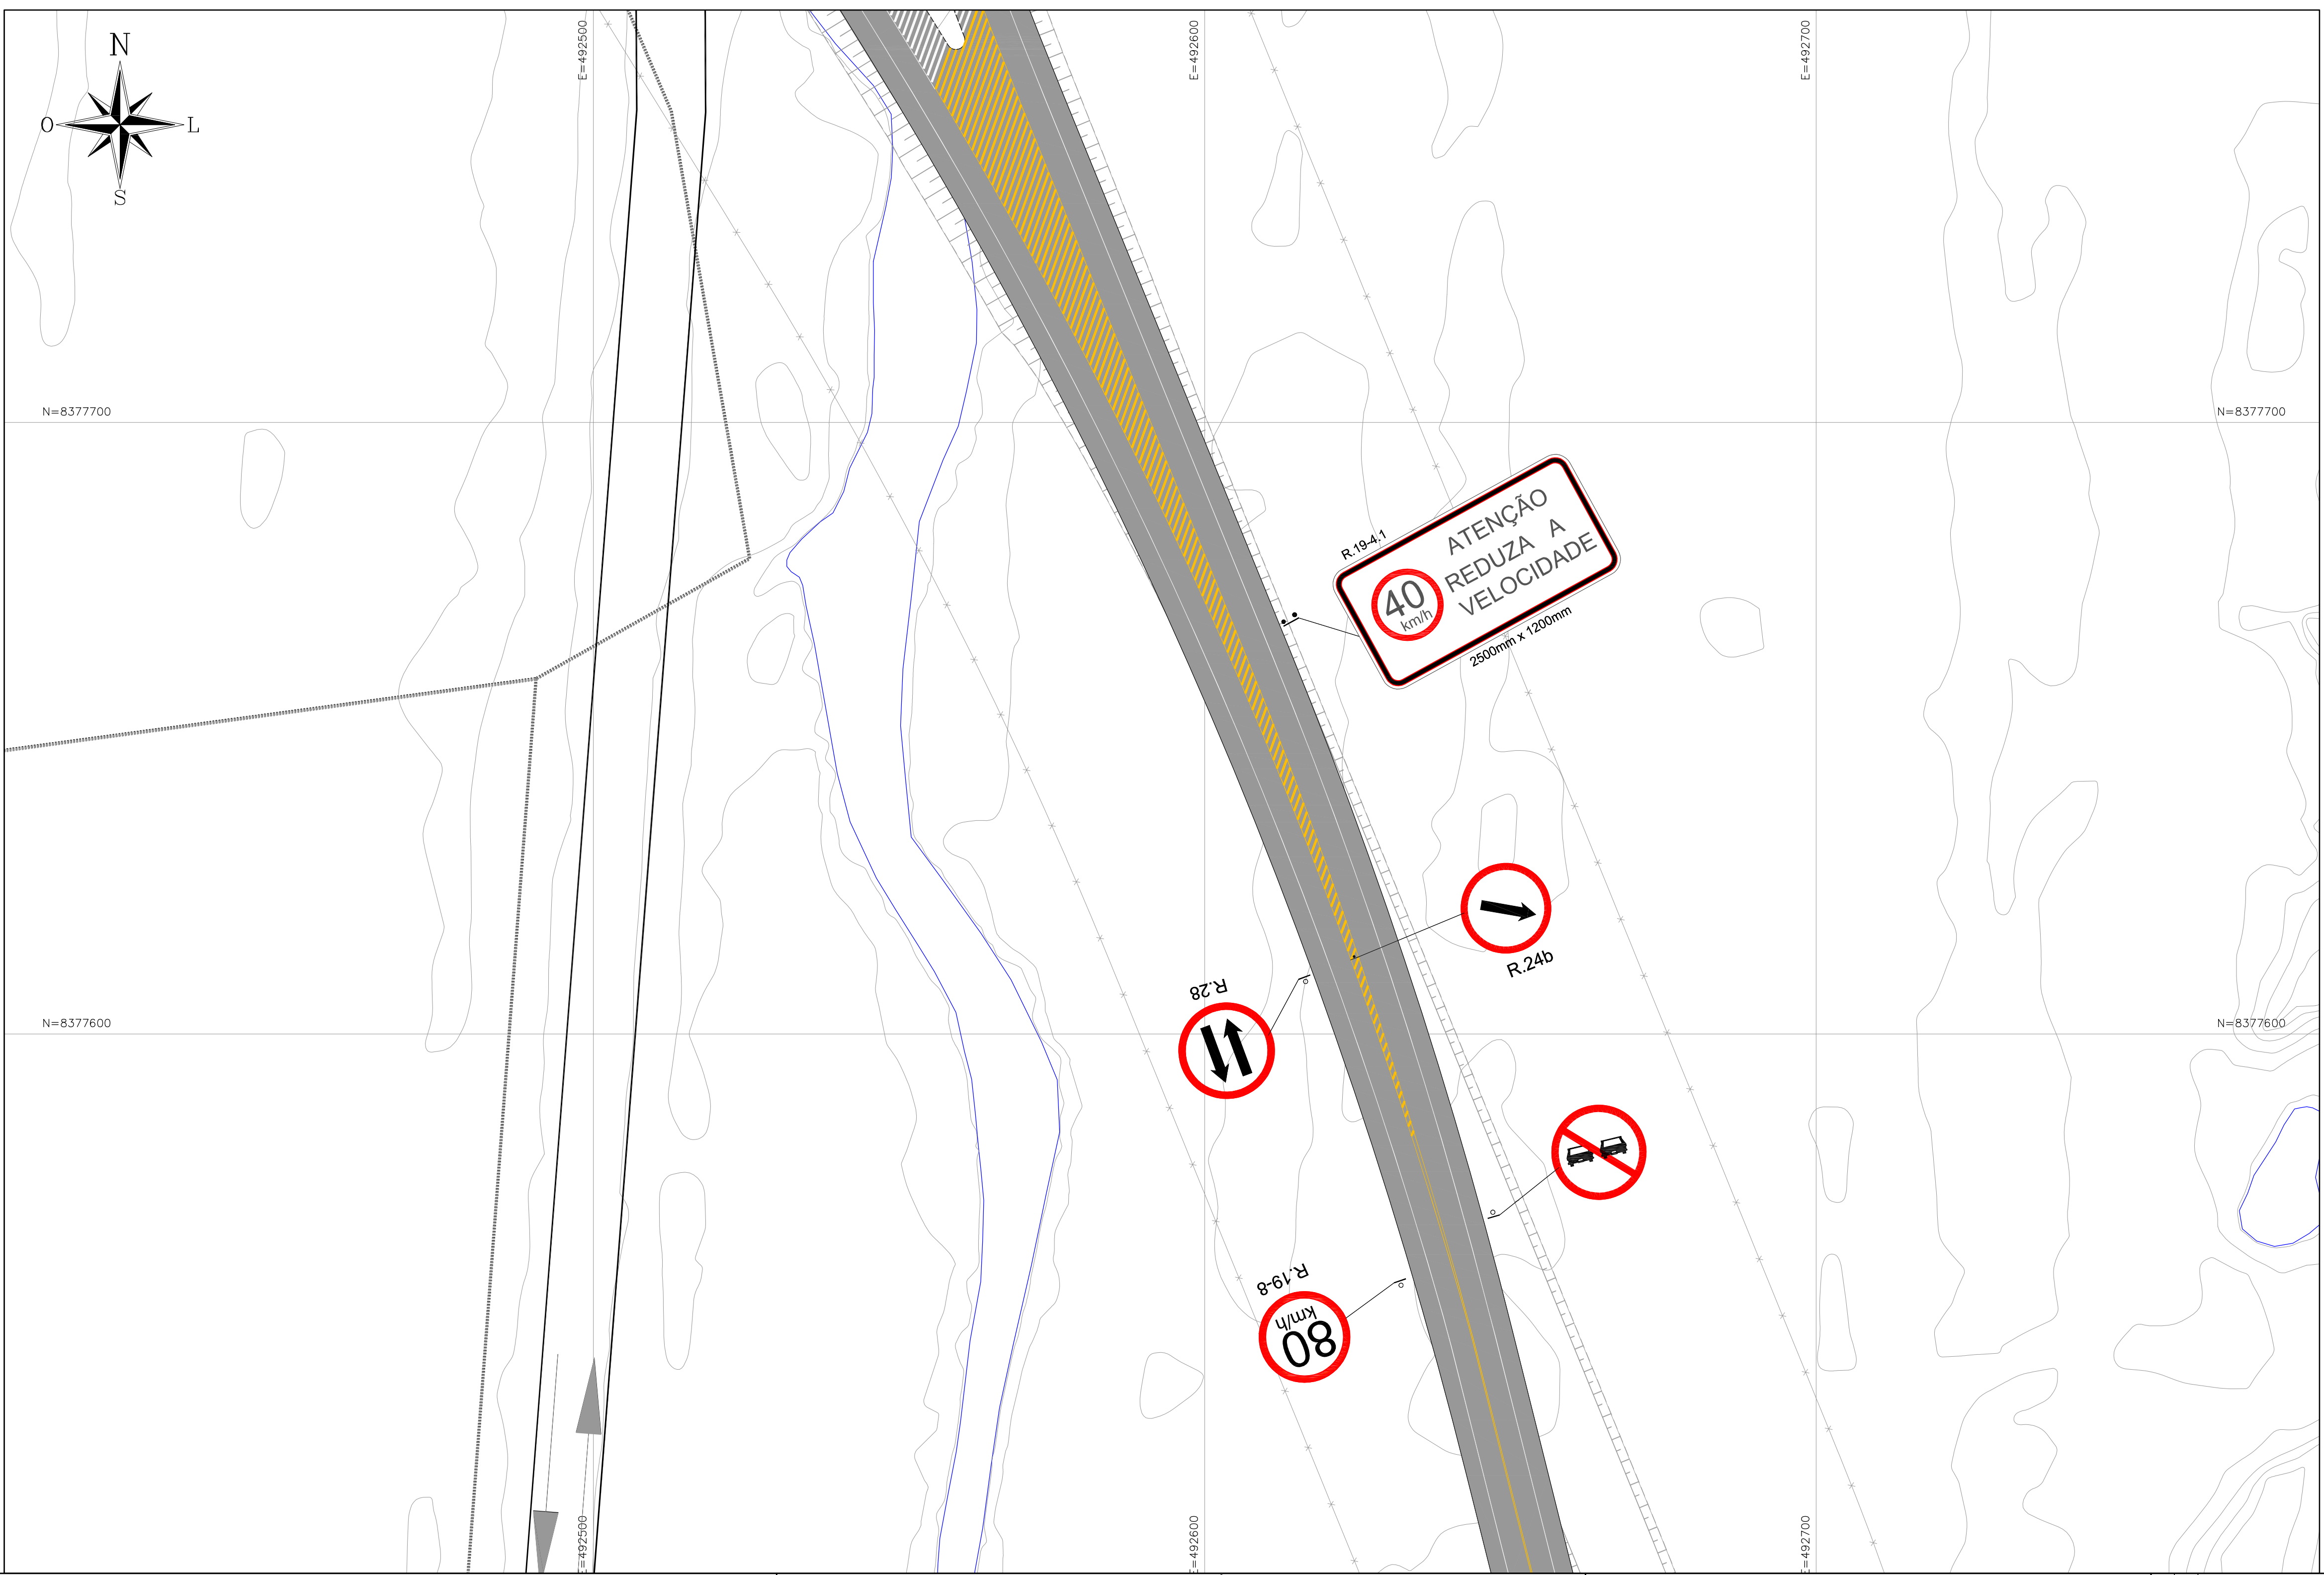 E=492500
E=492600
E=492700
N
O
L
S
N=8377700
N=8377700
R.19-4.1
ATENÇÃO
REDUZA A
VELOCIDADE
40
km/h
2500mm x 1200mm
R.24b
R.28
N=8377600
N=8377600
R.19-8
80
km/h
E=492500
E=492600
E=492700